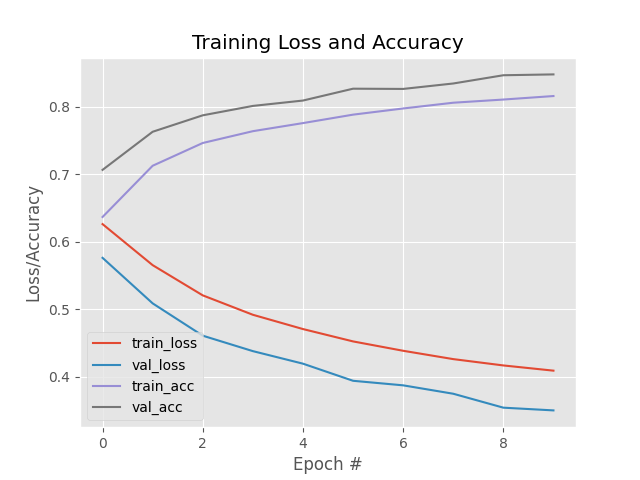 Training Loss and Accuracy
Loss/Accuracy
0.8
0.7
0.6
0.5
0.4
train_loss
val_loss
train_acc
val_acc
0 2 4 6 8
Epoch #